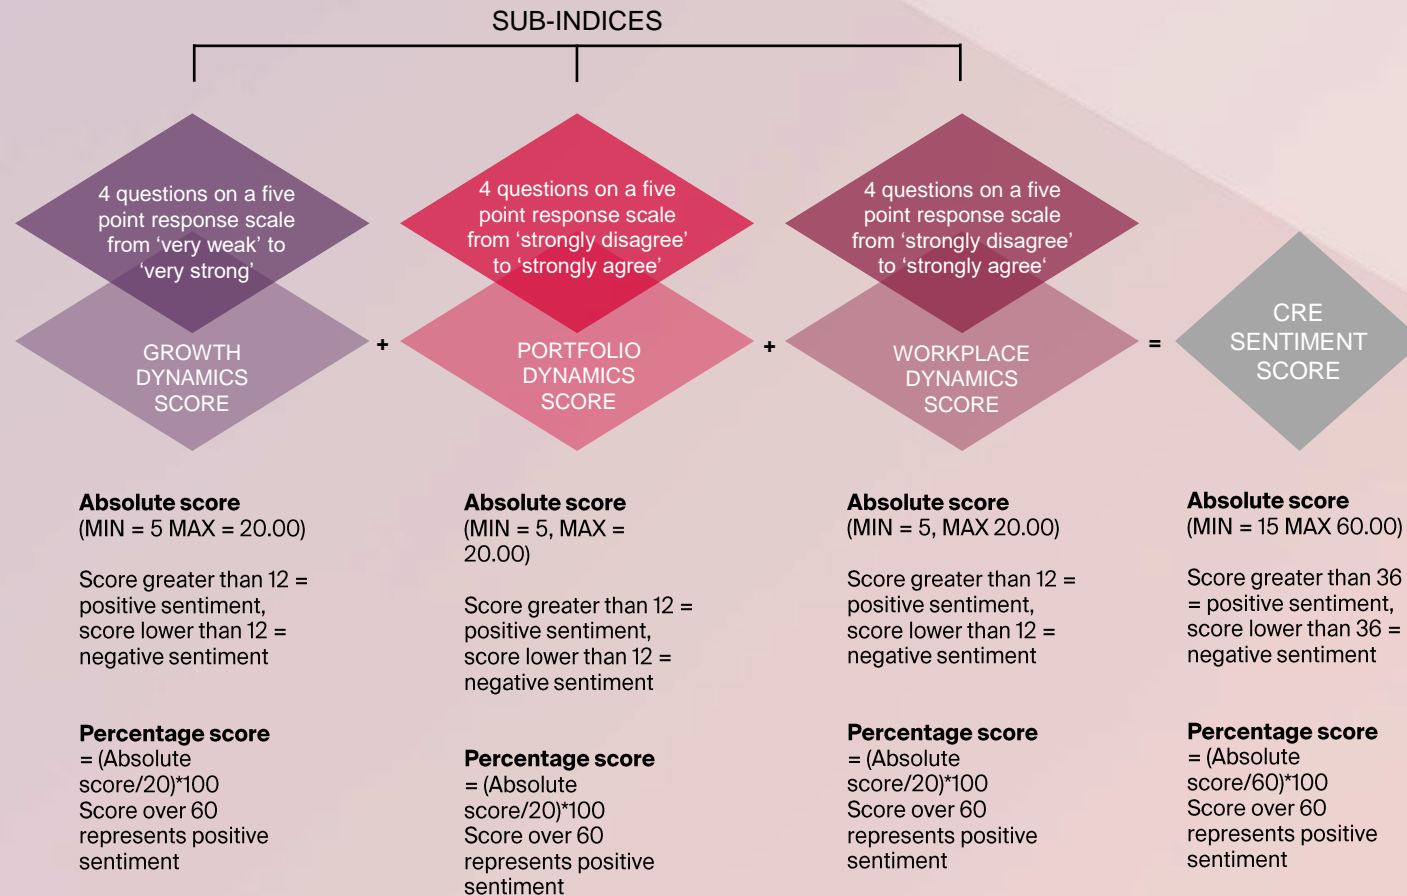 SUB-INDICES
4 questions on a five
point response scale
from ‘very weak’ to
‘very strong’
GROWTH
DYNAMICS
SCORE
+
4 questions on a five
point response scale
from ‘strongly disagree’
to ‘strongly agree’
PORTFOLIO
DYNAMICS
SCORE
+
4 questions on a five
point response scale
from ‘strongly disagree’
to ‘strongly agree‘
WORKPLACE
DYNAMICS
SCORE
=
CRE
SENTIMENT
SCORE
Absolute score
(MIN = 5 MAX = 20.00)
Score greater than 12 =
positive sentiment,
score lower than 12 =
negative sentiment
Percentage score
= (Absolute
score/20)*100
Score over 60
represents positive
sentiment
Absolute score
(MIN = 5, MAX =
20.00)
Score greater than 12 =
positive sentiment,
score lower than 12 =
negative sentiment
Percentage score
= (Absolute
score/20)*100
Score over 60
represents positive
sentiment
Absolute score
(MIN = 5, MAX 20.00)
Score greater than 12 =
positive sentiment,
score lower than 12 =
negative sentiment
Percentage score
= (Absolute
score/20)*100
Score over 60
represents positive
sentiment
Absolute score
(MIN = 15 MAX 60.00)
Score greater than 36
= positive sentiment,
score lower than 36 =
negative sentiment
Percentage score
= (Absolute
score/60)*100
Score over 60
represents positive
sentiment